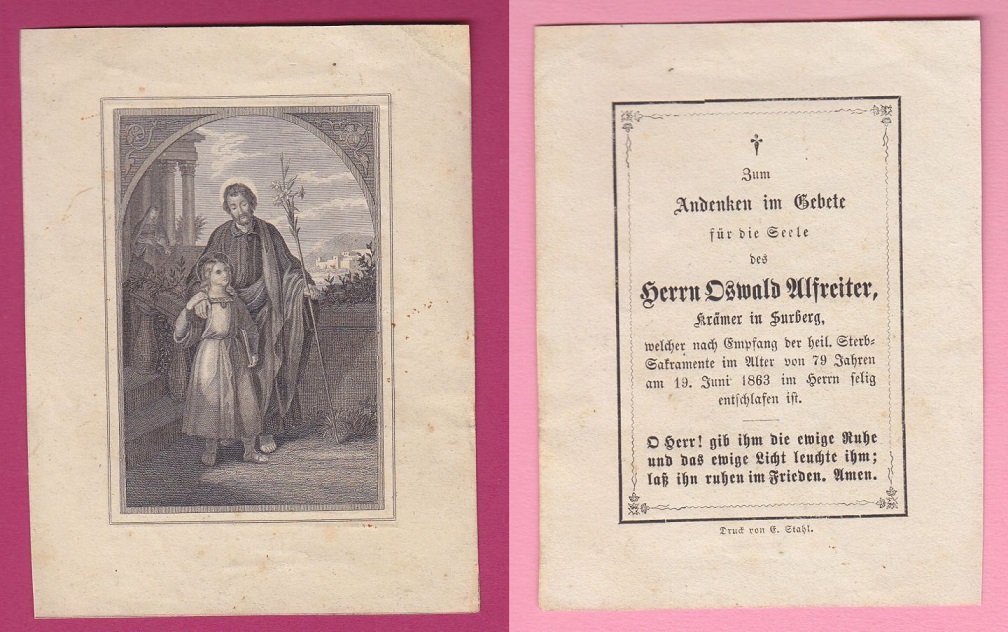 Zum
Andenken im Gebete
für die Seele
des
Herrn Oswald Alfreiter,
Krämer in Surberg,
welcher nach Empfang der heil. Sterb-
Sakramente im Alter von 79 Jahren
am 19. Juni 1863 im Herrn selig
entschlafen ist.
O Herr! gib ihm die ewige Ruhe
und das ewige Licht leuchte ihm;
laß ihn ruhen im Frieden. Amen.
Druck von E. Stahl.